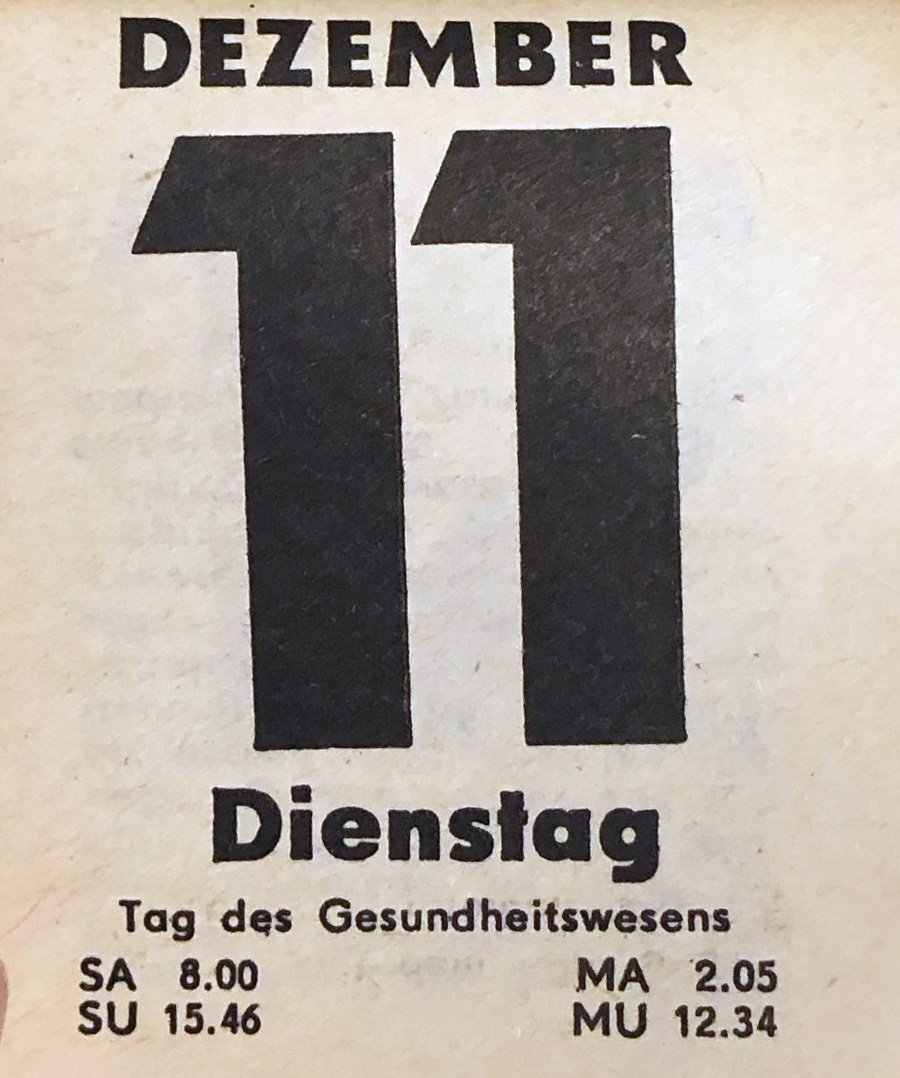 DEZEMBER
11
Dienstag
Tag des Gesundheitswesens
SA 8.00 MA 2.05
SU 15.46 MU 12.34